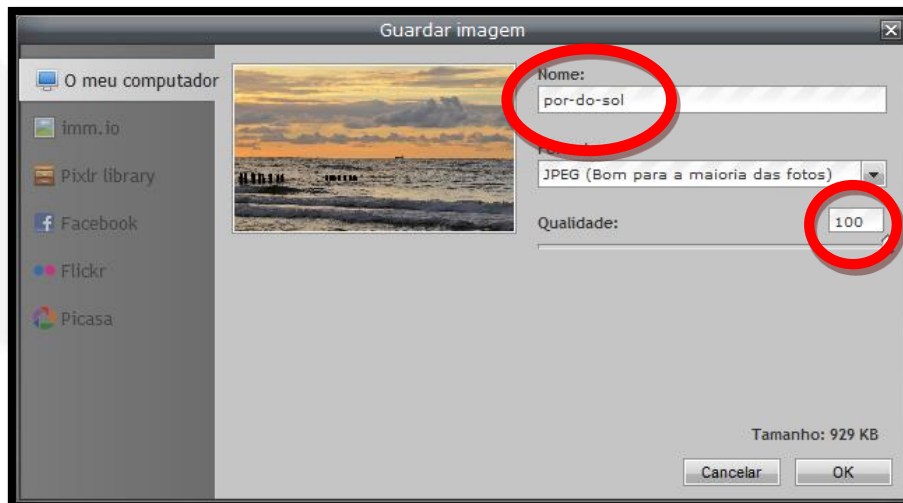 Guardar imagem
O meu computador
imm.io
Pixlr library
Facebook
Flickr
Picasa
Nome:
por-do-sol
JPEG (Bom para a maioria das fotos)
Qualidade:
100
Tamanho: 929 KB
Cancelar
OK